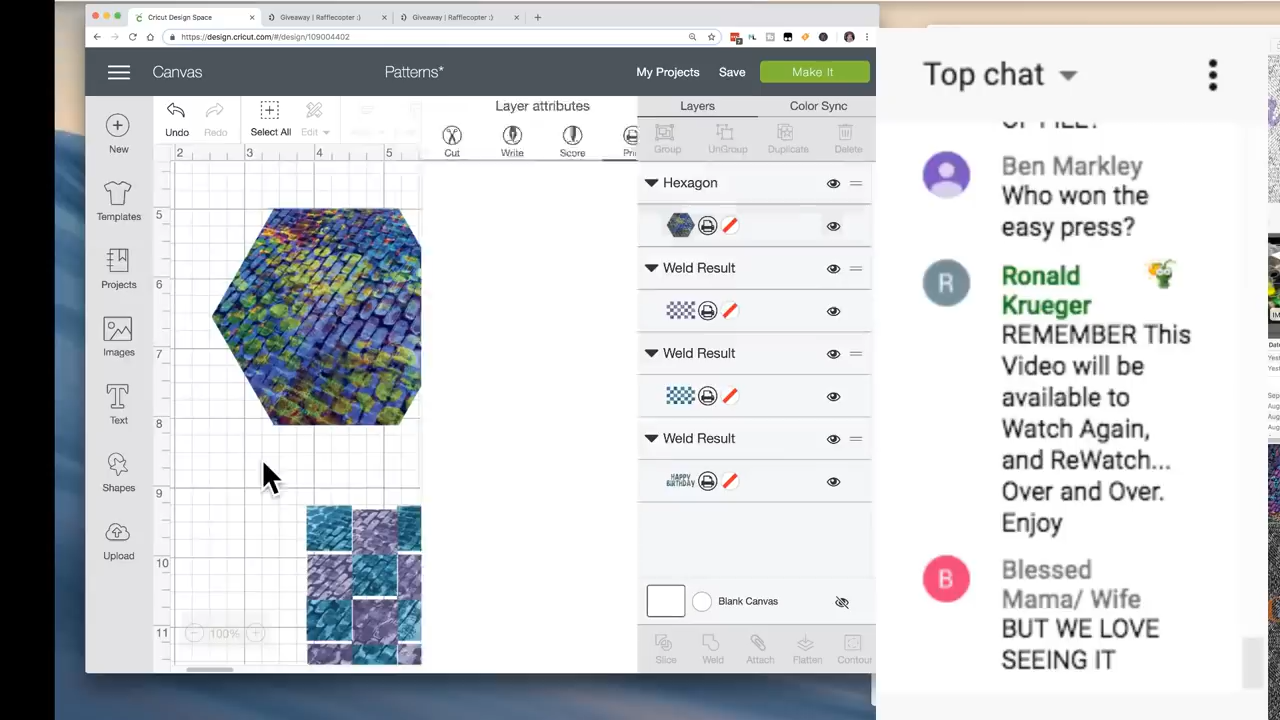 Cricut Design Space
Giveaway | Rafflecopter :)
Giveaway | Rafflecopter :)
https://design.cricut.com/#/design/109004402
Canvas
Patterns*
My Projects
Save
Make It
New
Templates
Projects
Images
Text
Shapes
Upload
Undo
Redo
Select All
Edit
Layer attributes
Cut
Write
Score
Pri
2 3 4 5
5
6
7
8
9
10
11
100%
Layers
Color Sync
Group
UnGroup
Duplicate
Delete
Hexagon
Weld Result
Weld Result
Weld Result
HAPPY
BIRTHDAY
Blank Canvas
Slice
Weld
Attach
Flatten
Contour
Top chat
Ben Markley
Who won the
easy press?
R
Ronald
Krueger
REMEMBER This
Video will be
available to
Watch Again,
and ReWatch...
Over and Over.
Enjoy
B
Blessed
Mama/ Wife
BUT WE LOVE
SEEING IT